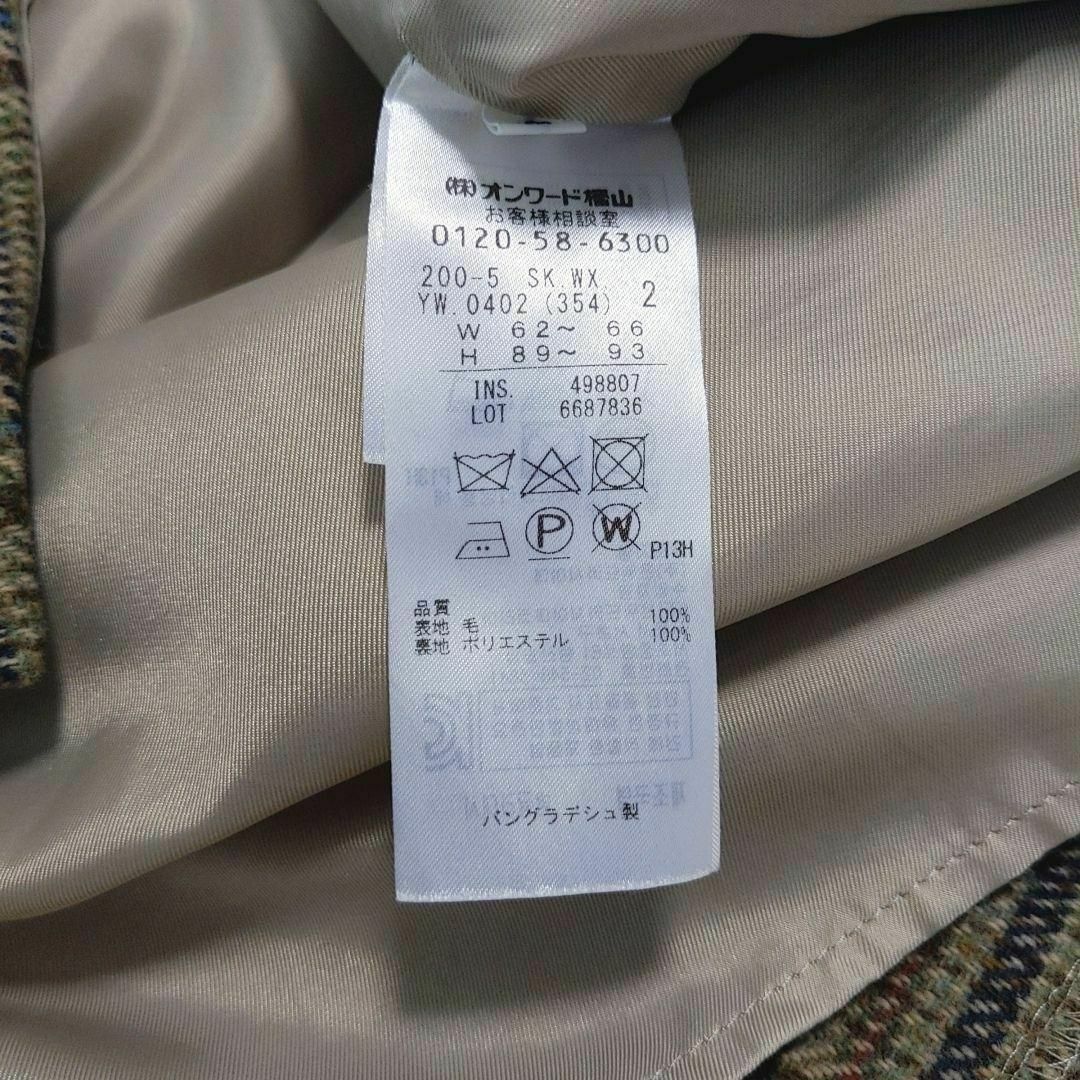 (株)オンワード樫山
お客様相談室
0120-58-6300
200-5 SK.WX.
YW.0402 (354) 2
W 62～ 66
H 89～ 93
INS. 498807
LOT 6687836
P
W
P13H
品質
表地 毛 100%
裏地 ポリエステル 100%
バングラデシュ製